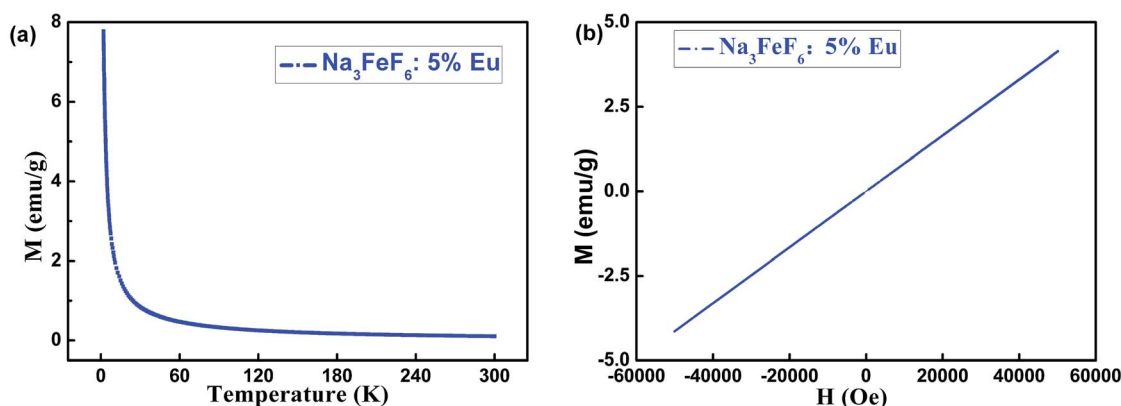 (a)
8
6
4
2
0
M (emu/g)
Na₃FeF₆: 5% Eu
0 60 120 180 240 300
Temperature (K)
(b)
5.0
2.5
0.0
-2.5
-5.0
M (emu/g)
Na₃FeF₆: 5% Eu
-60000 -40000 -20000 0 20000 40000 60000
H (Oe)